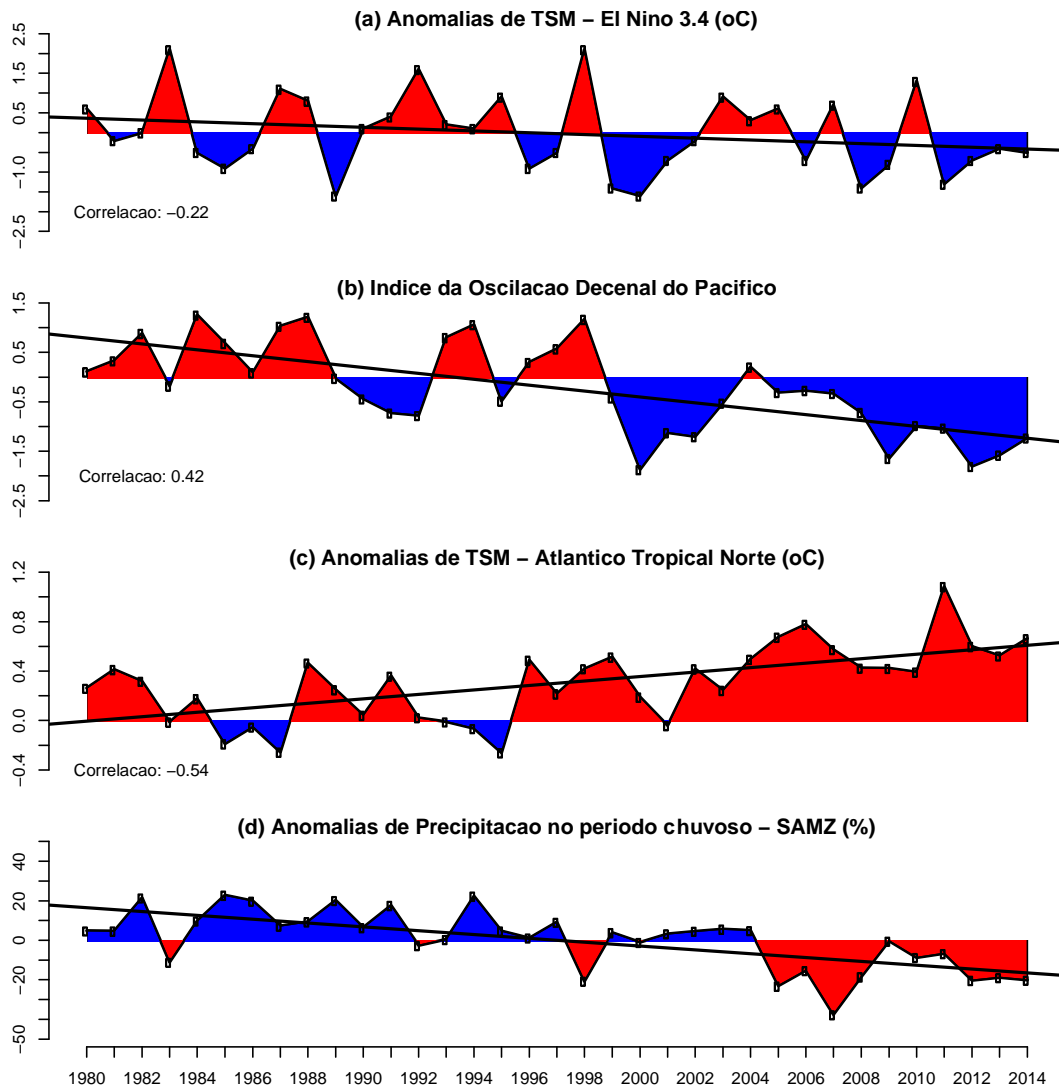 (a) Anomalias de TSM – El Nino 3.4 (oC)
2.5
1.5
0.5
−1.0
−2.5
Correlacao: −0.22
(b) Indice da Oscilacao Decenal do Pacifico
1.5
0.5
−0.5
−1.5
−2.5
Correlacao: 0.42
(c) Anomalias de TSM – Atlantico Tropical Norte (oC)
1.2
0.8
0.4
0.0
−0.4
Correlacao: −0.54
(d) Anomalias de Precipitacao no periodo chuvoso – SAMZ (%)
40
20
0
−20
−50
1980 1982 1984 1986 1988 1990 1992 1994 1996 1998 2000 2002 2004 2006 2008 2010 2012 2014